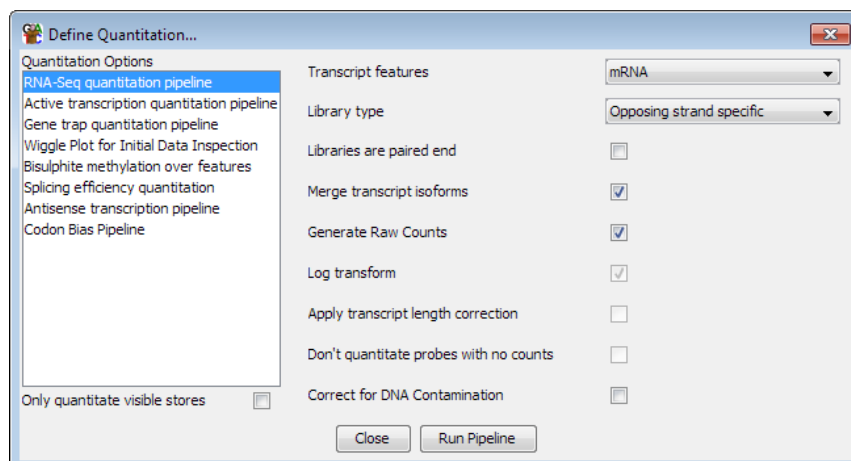 Define Quantitation...
Quantitation Options
RNA-Seq quantitation pipeline
Active transcription quantitation pipeline
Gene trap quantitation pipeline
Wiggle Plot for Initial Data Inspection
Bisulphite methylation over features
Splicing efficiency quantitation
Antisense transcription pipeline
Codon Bias Pipeline
Only quantitate visible stores
Transcript features mRNA
Library type Opposing strand specific
Libraries are paired end
Merge transcript isoforms
Generate Raw Counts
Log transform
Apply transcript length correction
Don't quantitate probes with no counts
Correct for DNA Contamination
Close Run Pipeline